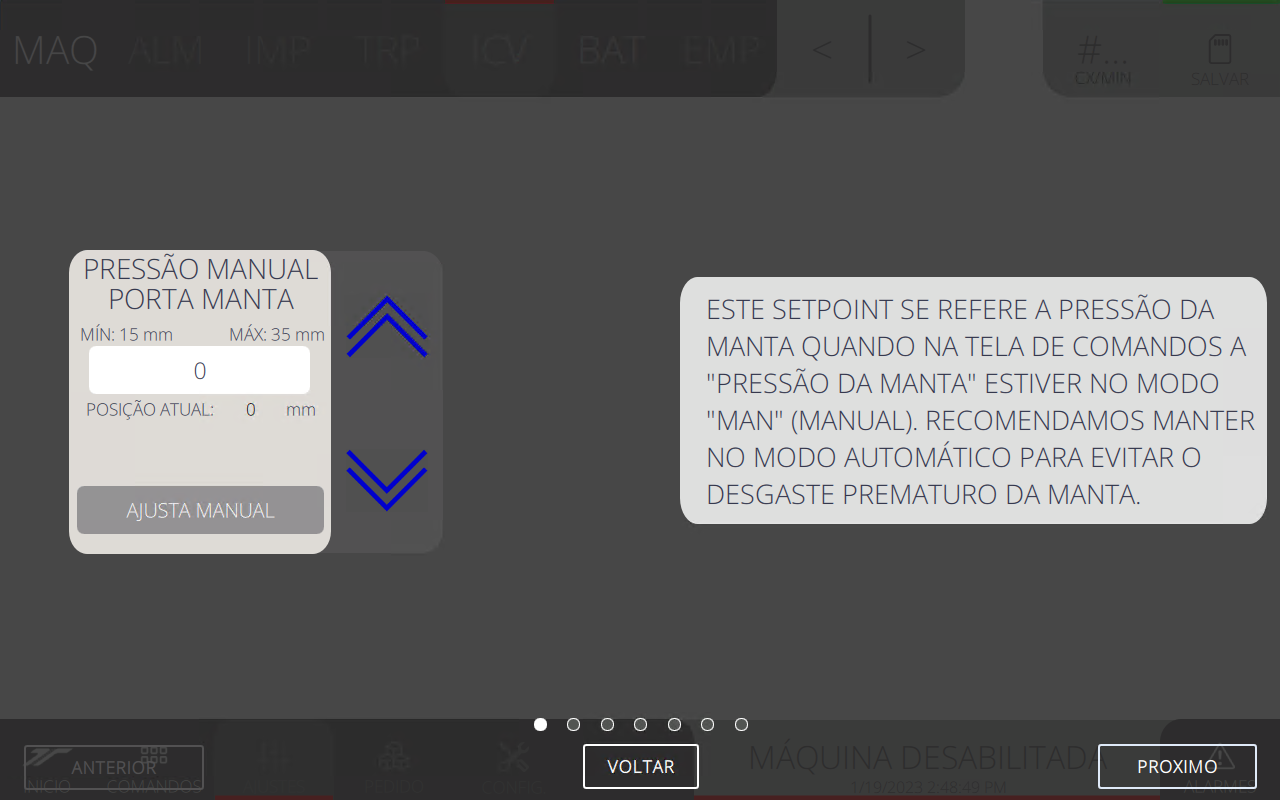 MAQ ALM IMP TRP ICV BAT EMP < > #...
CX/MIN SALVAR
PRESSÃO MANUAL
PORTA MANTA
MÍN: 15 mm MÁX: 35 mm
0
POSIÇÃO ATUAL: 0 mm
AJUSTA MANUAL
ESTE SETPOINT SE REFERE A PRESSÃO DA
MANTA QUANDO NA TELA DE COMANDOS A
"PRESSÃO DA MANTA" ESTIVER NO MODO
"MAN" (MANUAL). RECOMENDAMOS MANTER
NO MODO AUTOMÁTICO PARA EVITAR O
DESGASTE PREMATURO DA MANTA.
ANTERIOR VOLTAR PROXIMO
MÁQUINA DESABILITADA
INICIO COMANDOS PEDIDO CONFIG 1/19/2023 2:48:49 PM ALARMES